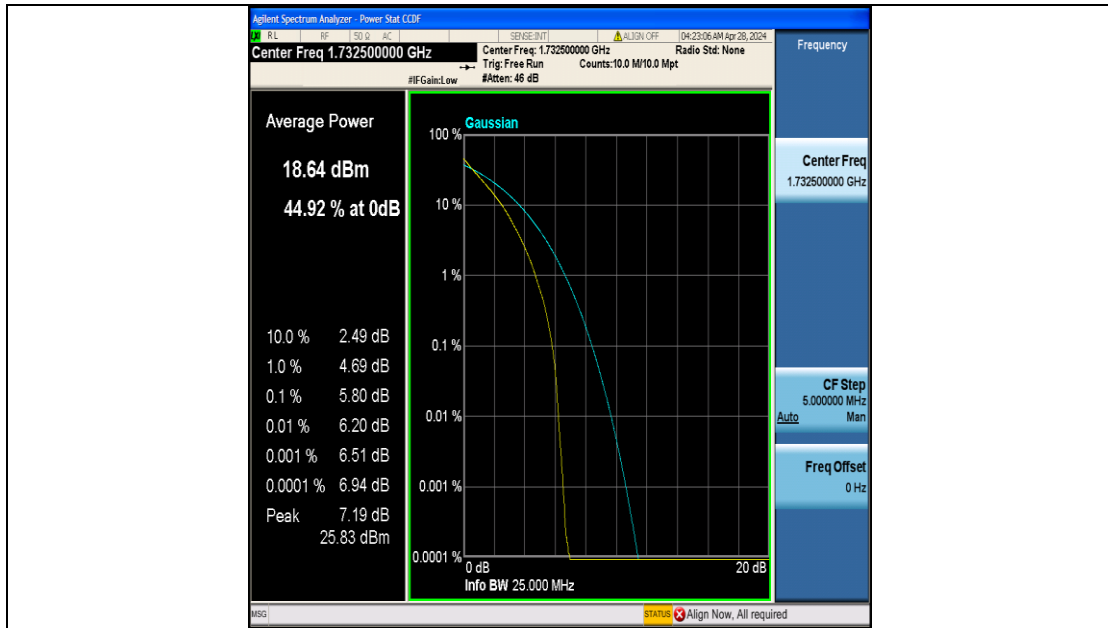 Agilent Spectrum Analyzer - Power Stat CCDF
RL RF 50 Ω AC SENSE:INT ALIGN OFF 04:23:06 AM Apr 28, 2024
Center Freq 1.732500000 GHz
Center Freq: 1.732500000 GHz Radio Std: None
Trig: Free Run Counts:10.0 M/10.0 Mpt
#IFGain:Low #Atten: 46 dB
Frequency
Average Power
18.64 dBm
44.92 % at 0dB
10.0 % 2.49 dB
1.0 % 4.69 dB
0.1 % 5.80 dB
0.01 % 6.20 dB
0.001 % 6.51 dB
0.0001 % 6.94 dB
Peak 7.19 dB
25.83 dBm
Gaussian
100 %
10 %
1 %
0.1 %
0.01 %
0.001 %
0.0001 %
0 dB 20 dB
Info BW 25.000 MHz
Center Freq
1.732500000 GHz
CF Step
5.000000 MHz
Auto Man
Freq Offset
0 Hz
MSG STATUS Align Now, All required